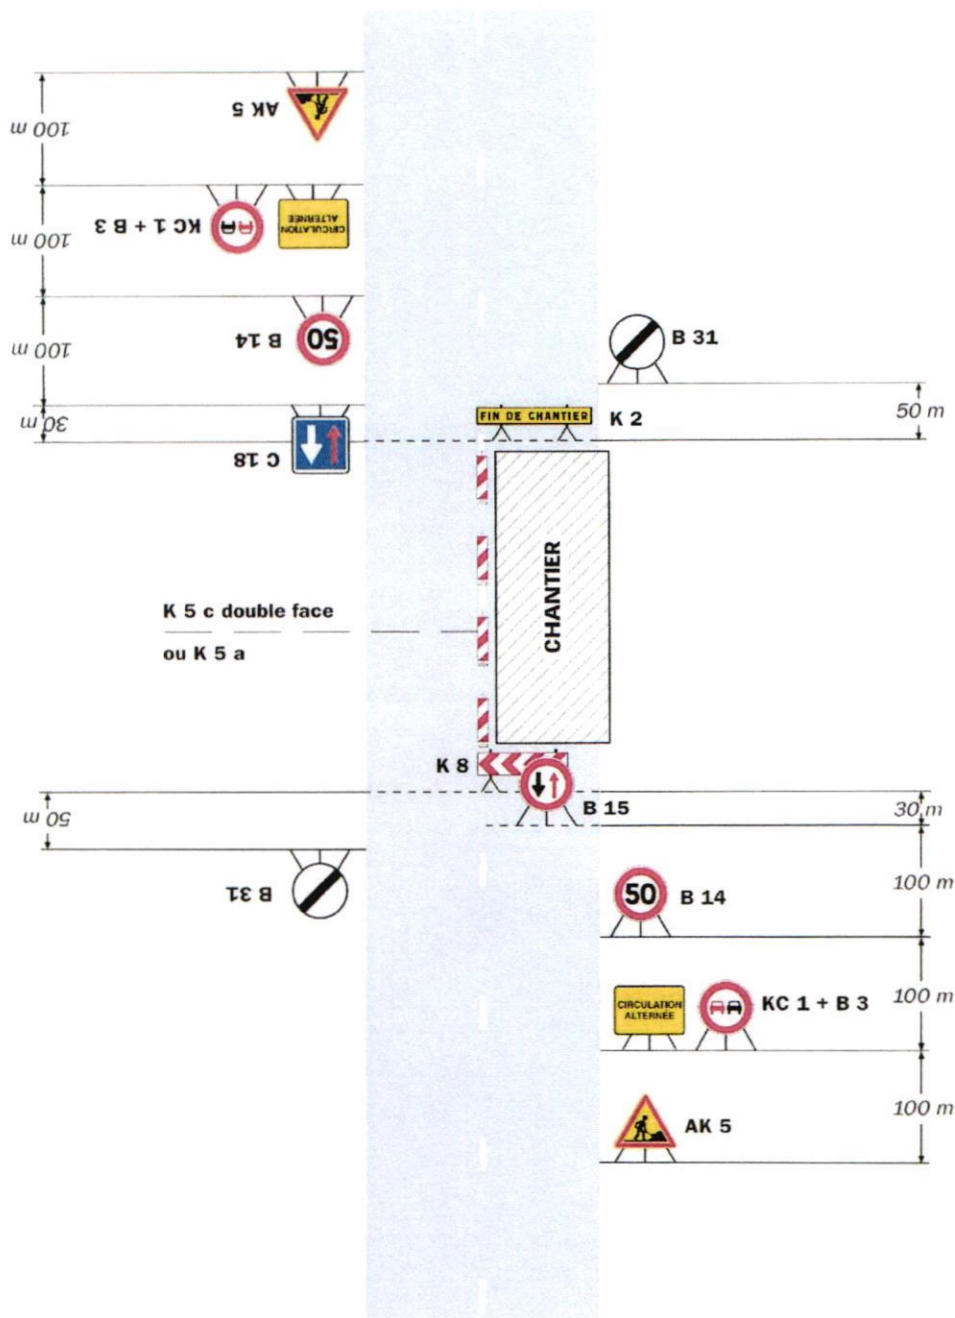 AK 5
100 m
KC 1 + B 3
CIRCULATION
ALTERNÉE
100 m
B 14
50
100 m
B 31
30 m
FIN DE CHANTIER
K 2
50 m
C 18
CHANTIER
K 5 c double face
ou K 5 a
K 8
B 15
30 m
50 m
B 31
50
B 14
100 m
CIRCULATION
ALTERNÉE
KC 1 + B 3
100 m
AK 5
100 m